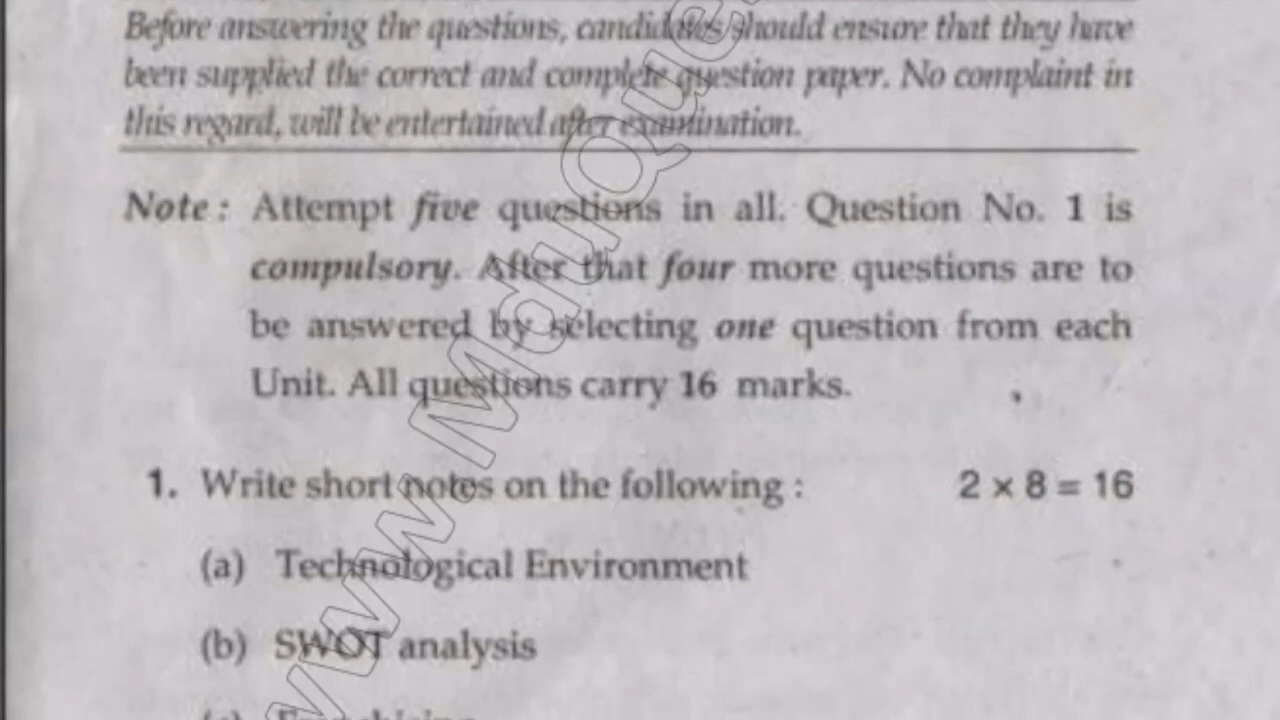 Before answering the questions, candidates should ensure that they have
been supplied the correct and complete question paper. No complaint in
this regard, will be entertained after examination.
Note : Attempt five questions in all. Question No. 1 is
compulsory. After that four more questions are to
be answered by selecting one question from each
Unit. All questions carry 16 marks.
1. Write short notes on the following : 2 × 8 = 16
(a) Technological Environment
(b) SWOT analysis